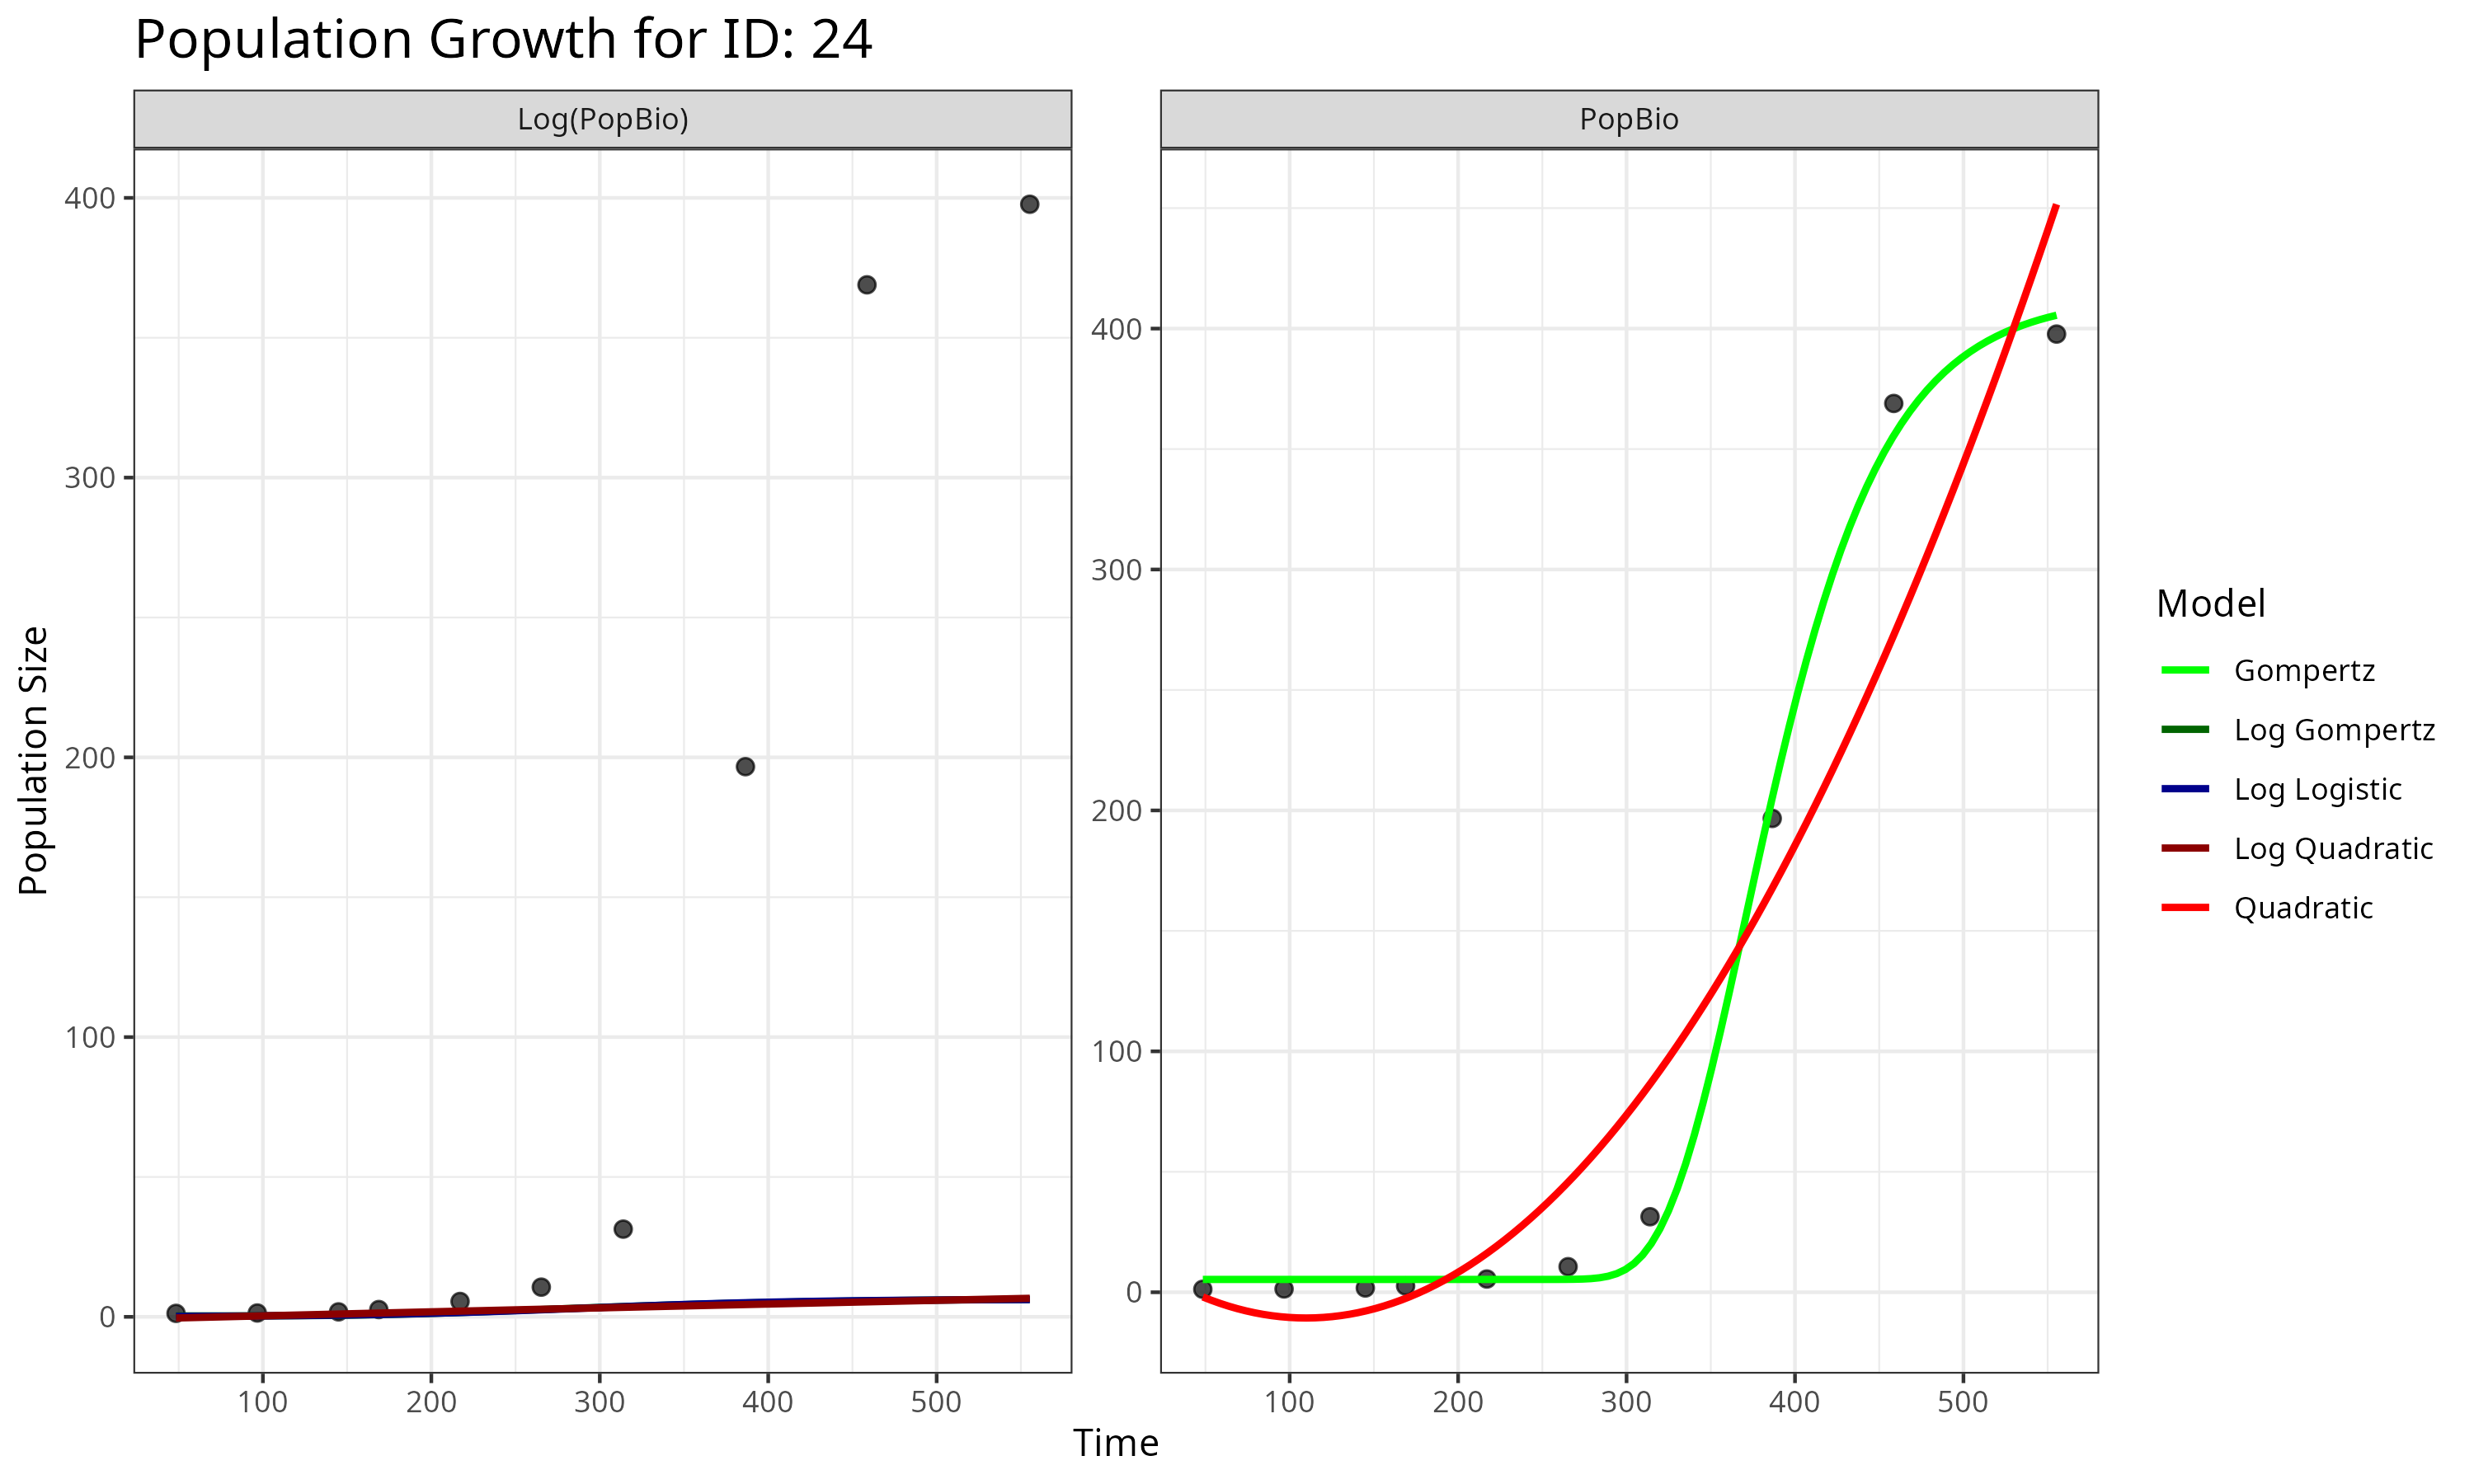 Population Growth for ID: 24
Log(PopBio)
PopBio
Population Size
400
300
200
100
0
400
300
200
100
0
100 200 300 400 500
100 200 300 400 500
Time
Model
Gompertz
Log Gompertz
Log Logistic
Log Quadratic
Quadratic